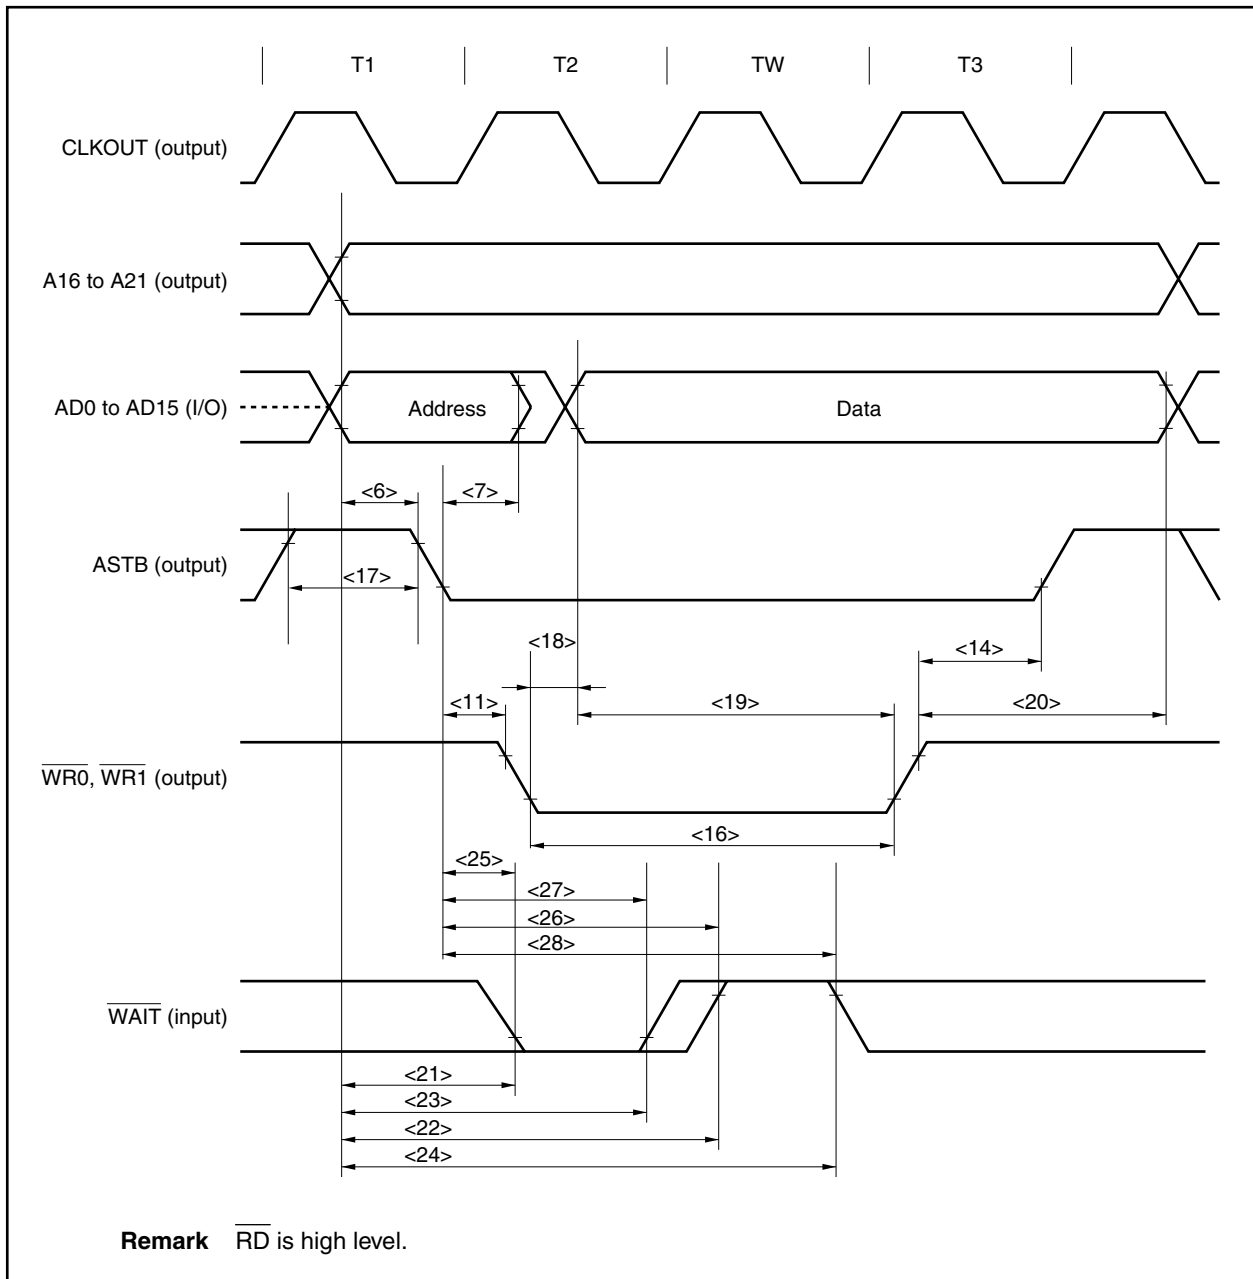 T1 T2 TW T3
CLKOUT (output)
A16 to A21 (output)
AD0 to AD15 (I/O) Address Data
<6> <7>
ASTB (output)
<17>
<18> <14>
<11> <19> <20>
WR0, WR1 (output)
<16>
<25>
<27>
<26>
<28>
WAIT (input)
<21>
<23>
<22>
<24>
Remark RD is high level.